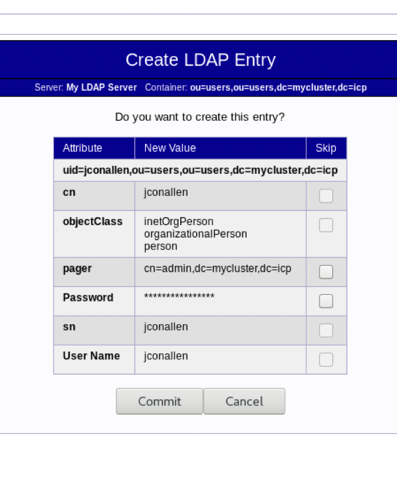 Create LDAP Entry
Server: My LDAP Server Container: ou=users,ou=users,dc=mycluster,dc=icp
Do you want to create this entry?
Attribute New Value Skip
uid=jconallen,ou=users,ou=users,dc=mycluster,dc=icp
cn jconallen
objectClass inetOrgPerson
organizationalPerson
person
pager cn=admin,dc=mycluster,dc=icp
Password ****************
sn jconallen
User Name jconallen
Commit Cancel